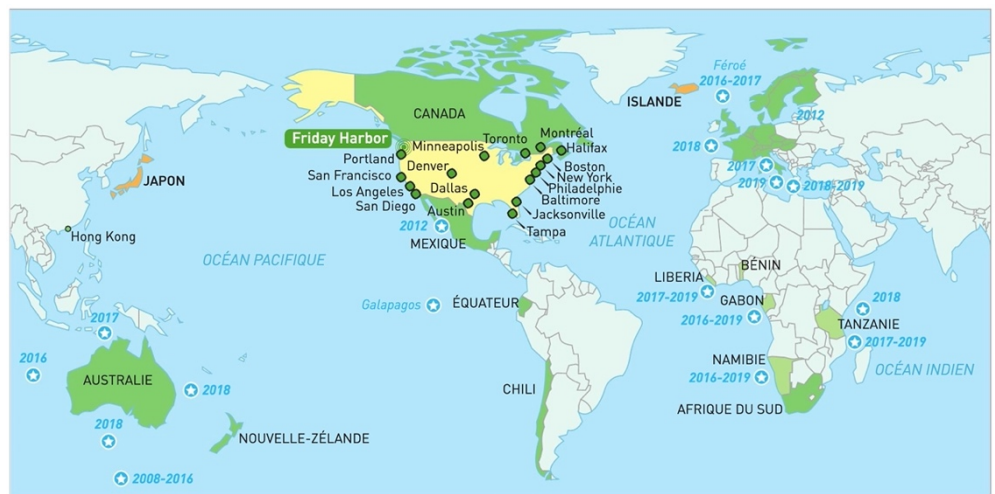 Féroé
2016-2017
ISLANDE
2012
CANADA
Friday Harbor
Minneapolis
Toronto
Montréal
Halifax
Portland
Denver
Boston
San Francisco
New York
Los Angeles
Dallas
Philadelphie
San Diego
Austin
Baltimore
Jacksonville
Tampa
2012
MEXIQUE
JAPON
Hong Kong
OCÉAN PACIFIQUE
OCÉAN
ATLANTIQUE
2018
2017
2019
2018-2019
LIBERIA
2017-2019
BÉNIN
GABON
2016-2019
2018
TANZANIE
2017-2019
Galapagos
ÉQUATEUR
NAMIBIE
2016-2019
OCÉAN INDIEN
AFRIQUE DU SUD
CHILI
2017
2016
AUSTRALIE
2018
2018
NOUVELLE-ZÉLANDE
2008-2016